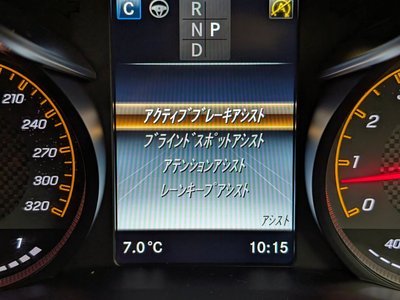 C
R
N P
D
アクティブブレーキアシスト
ブラインドスポットアシスト
アテンションアシスト
レーンキープアシスト
アシスト
7.0°C 10:15
210
240
270
300
320
1
2
1
0
40